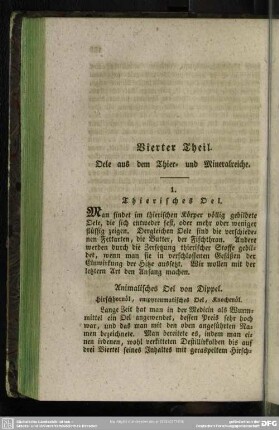 Vierter Theil.
Oele aus dem Thier- und Mineralreiche.
1.
Thierisches Oel.
Man findet im thierischen Körper völlig gebildete
Oele, die sich entweder fest, oder mehr oder weniger
flüssig zeigen. Dergleichen Oele sind die verschiede-
nen Fettarten, die Butter, der Fischthran. Andere
werden durch die Zersetzung thierischer Stoffe gebil-
det, wenn man sie in verschlossenen Gefäßen der
Einwirkung der Hitze aussetzt. Wir wollen mit der
letztern Art den Anfang machen.
Animalisches Oel von Dippel.
Hirschhornöl, empyreumatisches Oel, Knochenöl.
Lange Zeit hat man in der Medicin als Wurm-
mittel ein Oel angewendet, dessen Preis sehr hoch
war, und das man mit den oben angeführten Na-
men bezeichnete. Man bereitete es, indem man ei-
nen irdenen, wohl verkitteten Destillirkolben bis auf
drei Viertel seines Inhaltes mit geraspeltem Hirsch-